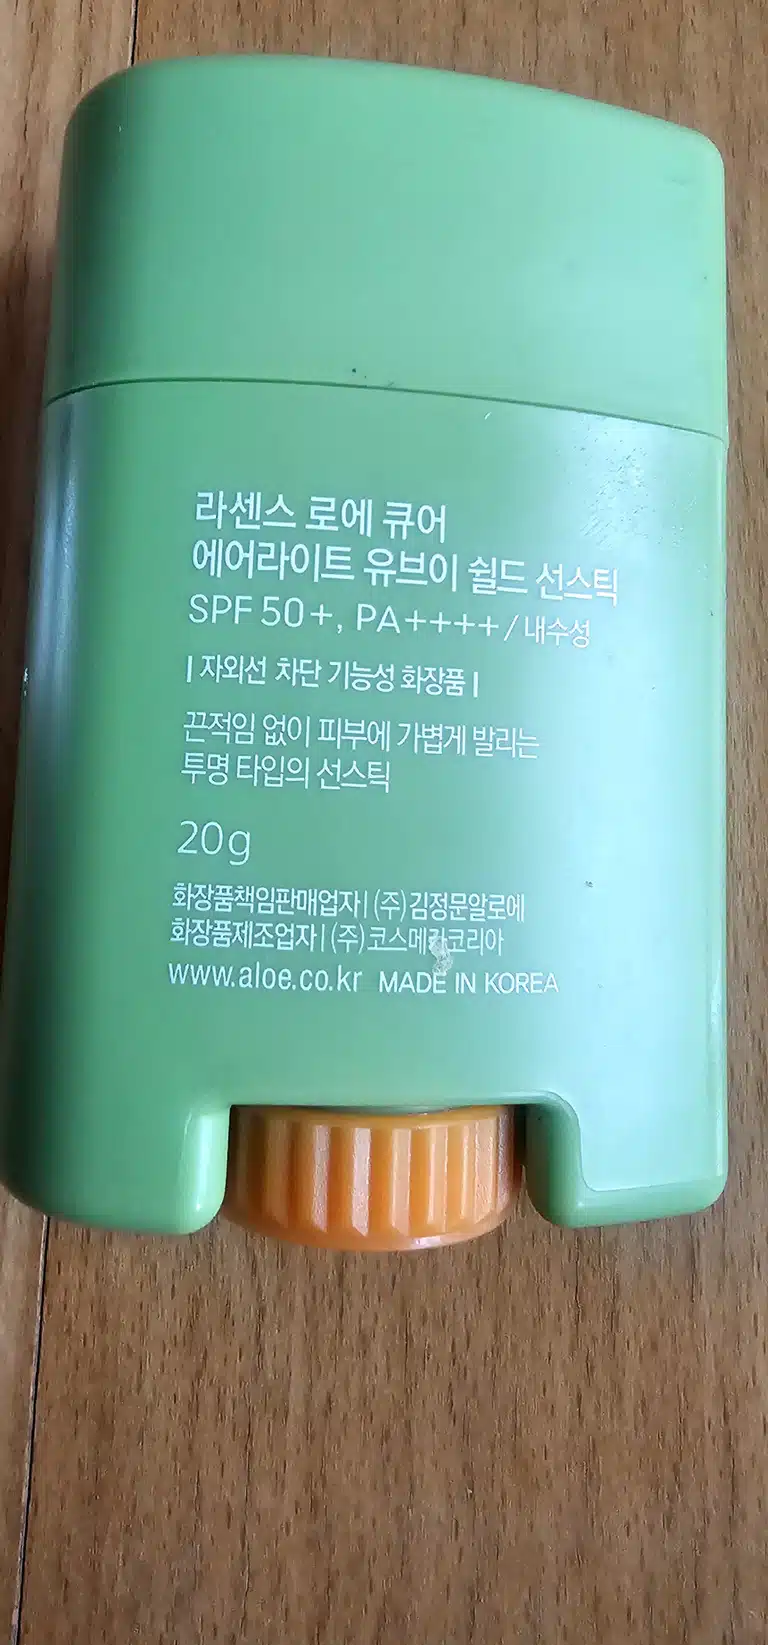 라센스 로에 큐어
에어라이트 유브이 쉴드 선스틱
SPF 50+, PA++++ / 내수성
| 자외선 차단 기능성 화장품 |
끈적임 없이 피부에 가볍게 발리는
투명 타입의 선스틱
20g
화장품책임판매업자 | (주)김정문알로에
화장품제조업자 | (주)코스메카코리아
www.aloe.co.kr MADE IN KOREA